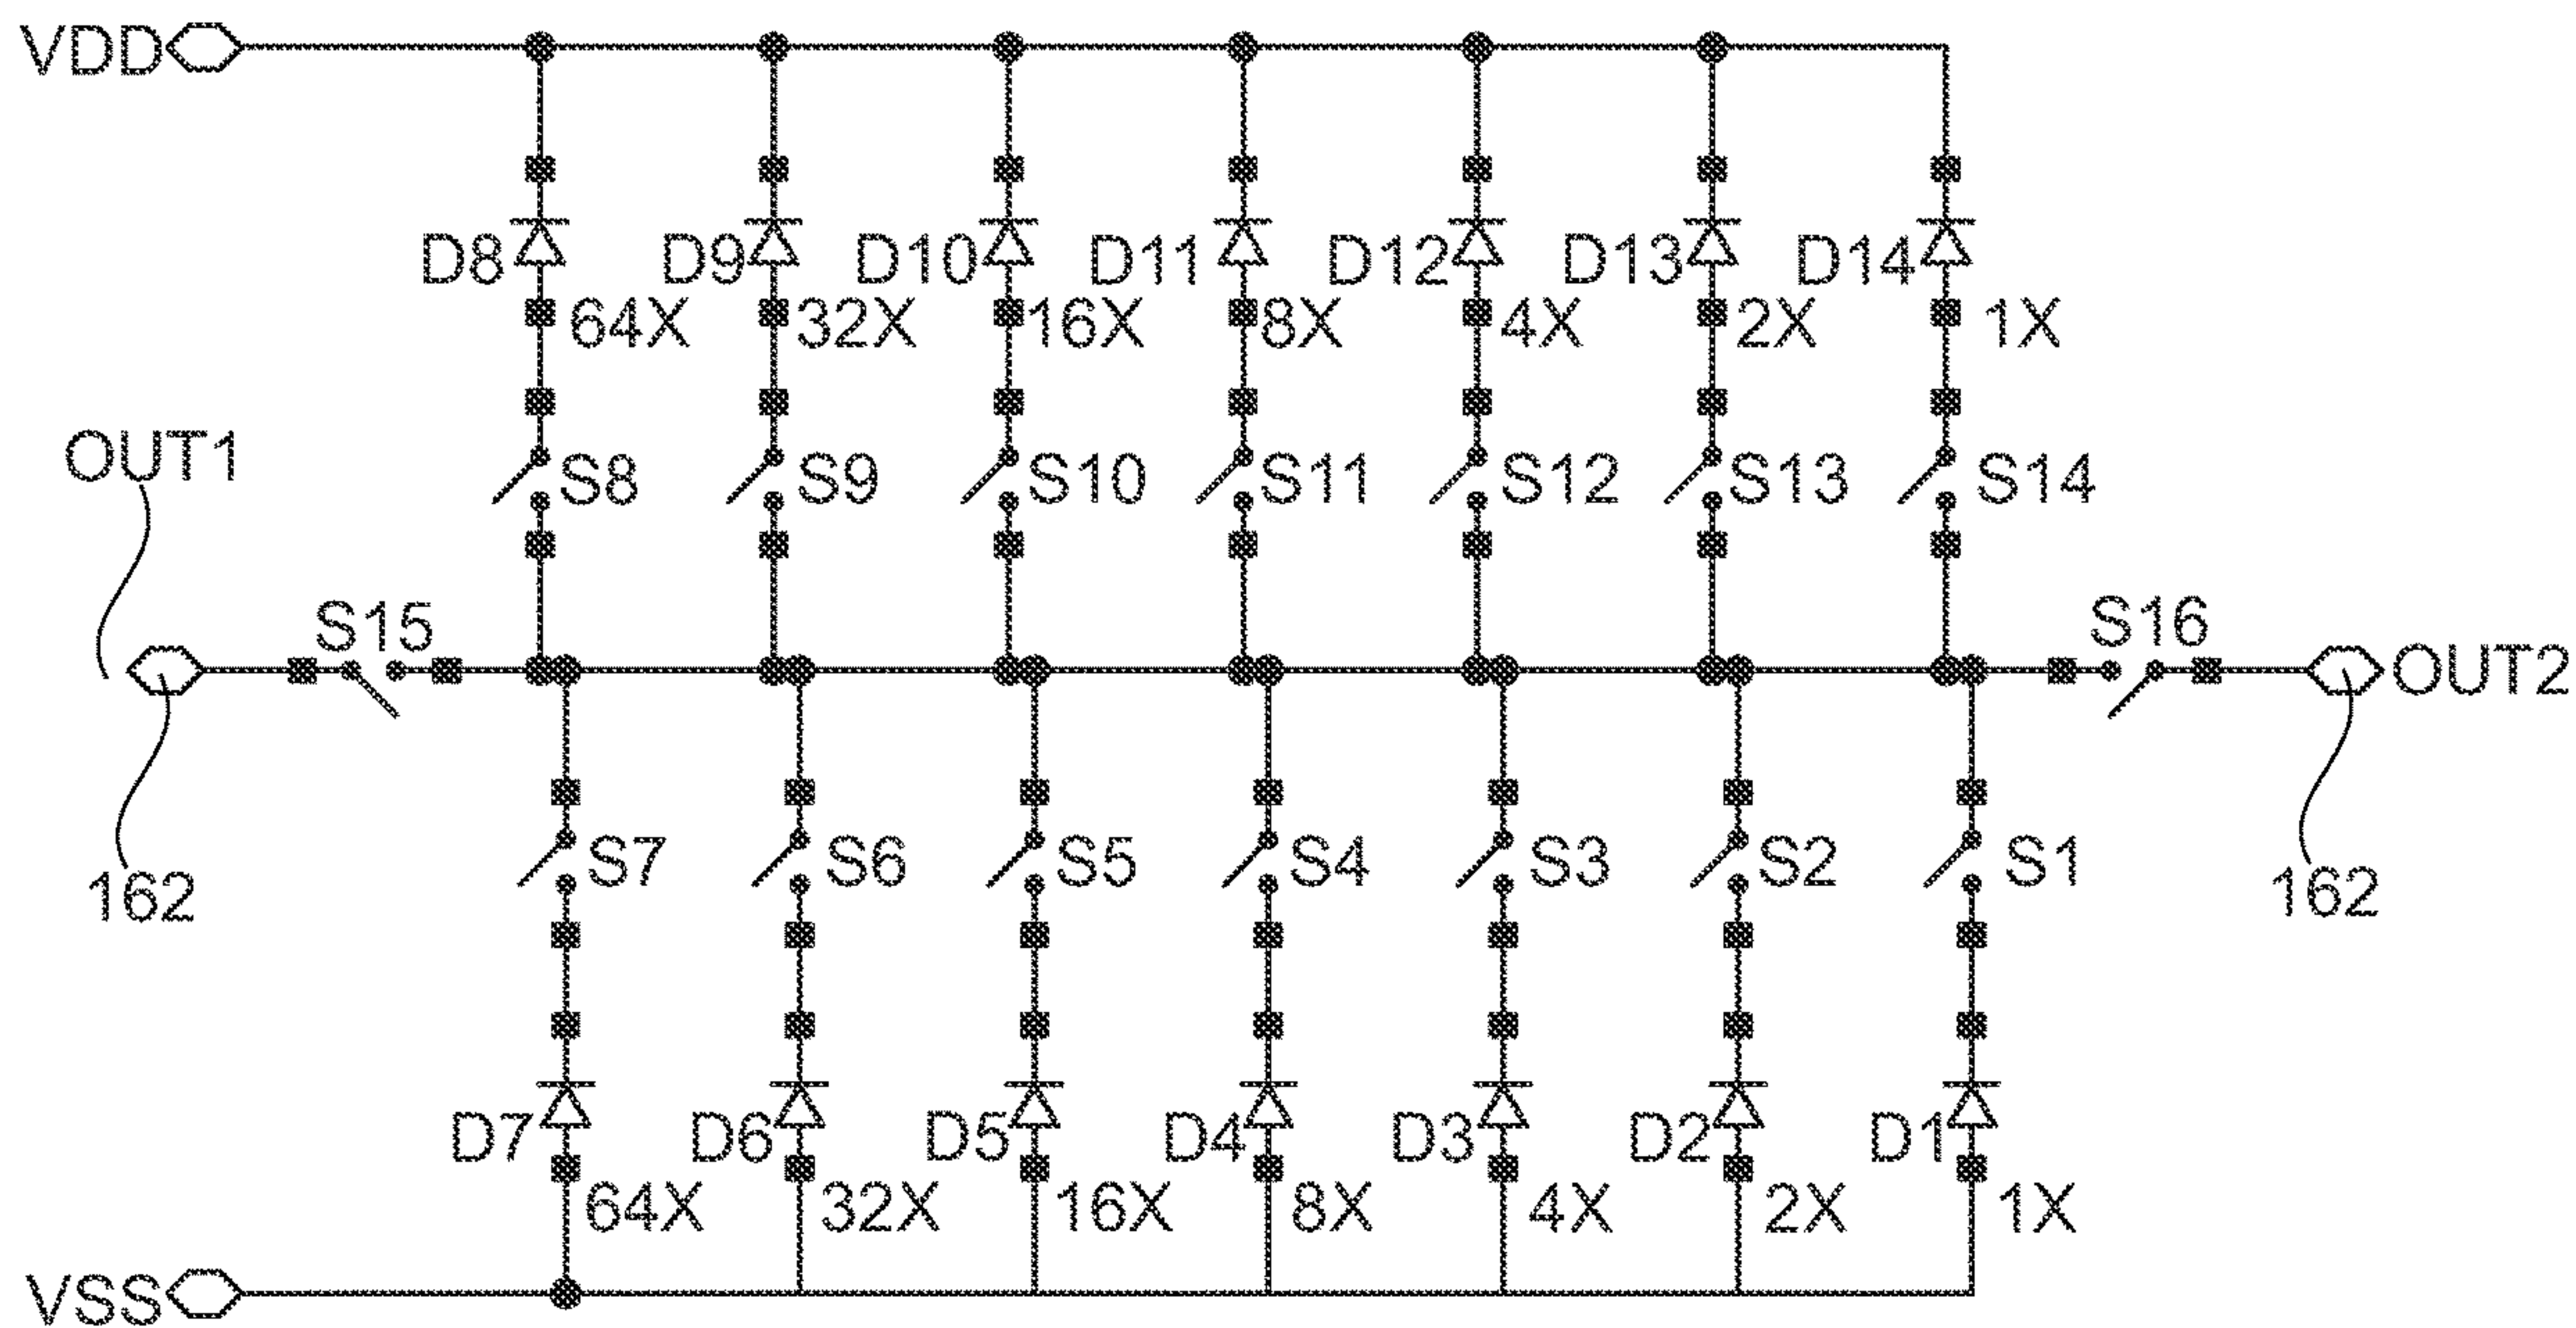 VDD
D8 D9 D10 D11 D12 D13 D14
64X 32X 16X 8X 4X 2X 1X
OUT1 S8 S9 S10 S11 S12 S13 S14
S15 S16
OUT2
S7 S6 S5 S4 S3 S2 S1
162 162
D7 D6 D5 D4 D3 D2 D1
64X 32X 16X 8X 4X 2X 1X
VSS